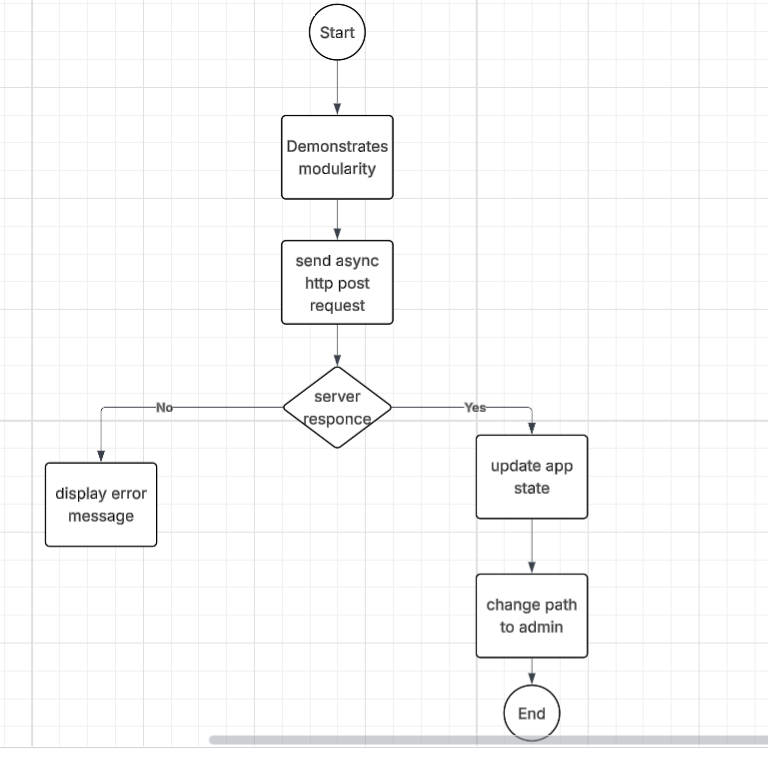 Start
Demonstrates
modularity
send async
http post
request
server
responce
No
Yes
display error
message
update app
state
change path
to admin
End